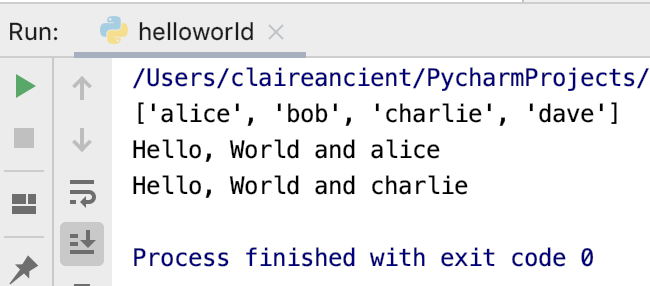 Run: helloworld
/Users/claireancient/PycharmProjects/
['alice', 'bob', 'charlie', 'dave']
Hello, World and alice
Hello, World and charlie
Process finished with exit code 0